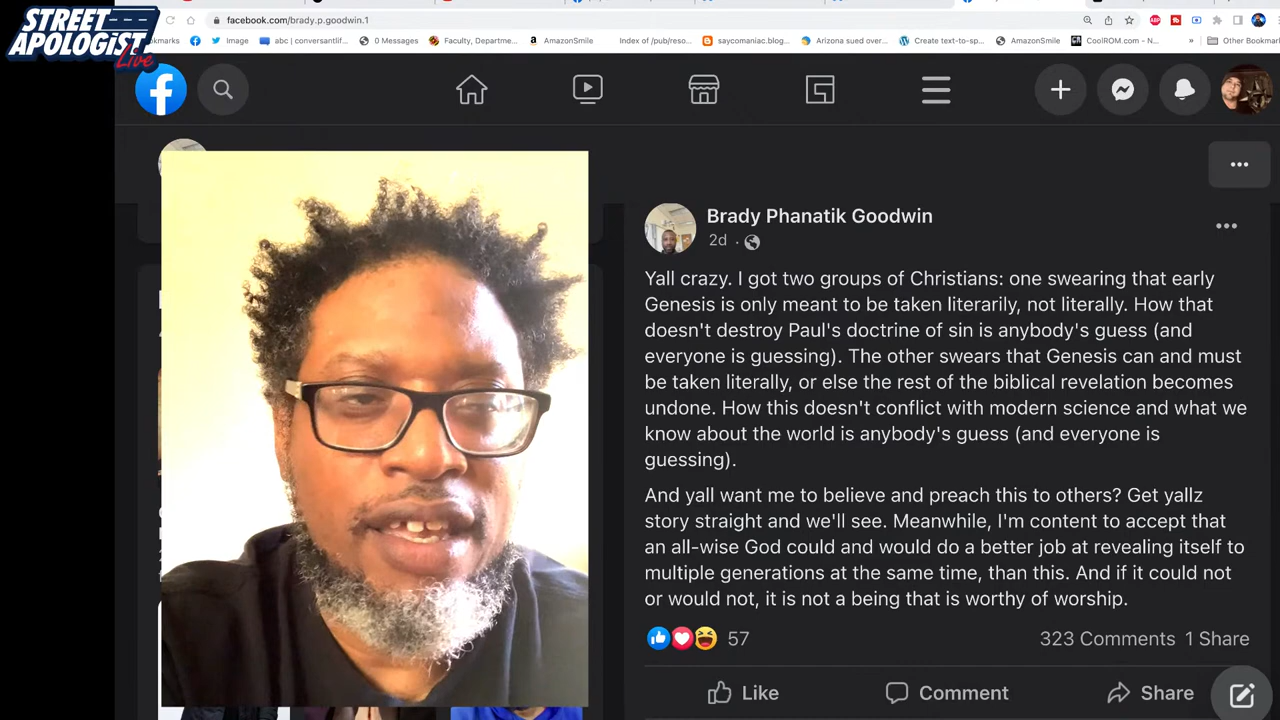 STREET
APOLOGIST
Live
facebook.com/brady.p.goodwin.1
kmarks
Image
abc | conversantlif...
0 Messages
Faculty, Departme...
AmazonSmile
Index of /pub/reso...
saycomaniac.blog...
Arizona sued over...
Create text-to-sp...
AmazonSmile
CoolROM.com - N...
»
Other Bookmar
Brady Phanatik Goodwin
2d ·
Yall crazy. I got two groups of Christians: one swearing that early
Genesis is only meant to be taken literarily, not literally. How that
doesn't destroy Paul's doctrine of sin is anybody's guess (and
everyone is guessing). The other swears that Genesis can and must
be taken literally, or else the rest of the biblical revelation becomes
undone. How this doesn't conflict with modern science and what we
know about the world is anybody's guess (and everyone is
guessing).
And yall want me to believe and preach this to others? Get yallz
story straight and we'll see. Meanwhile, I'm content to accept that
an all-wise God could and would do a better job at revealing itself to
multiple generations at the same time, than this. And if it could not
or would not, it is not a being that is worthy of worship.
57
323 Comments 1 Share
Like
Comment
Share